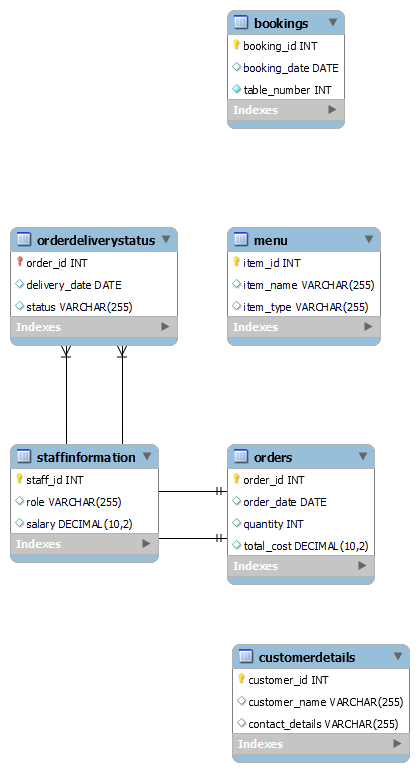 bookings
booking_id INT
booking_date DATE
table_number INT
Indexes
orderdeliverystatus
order_id INT
delivery_date DATE
status VARCHAR(255)
Indexes
menu
item_id INT
item_name VARCHAR(255)
item_type VARCHAR(255)
Indexes
staffinformation
staff_id INT
role VARCHAR(255)
salary DECIMAL(10,2)
Indexes
orders
order_id INT
order_date DATE
quantity INT
total_cost DECIMAL(10,2)
Indexes
customerdetails
customer_id INT
customer_name VARCHAR(255)
contact_details VARCHAR(255)
Indexes